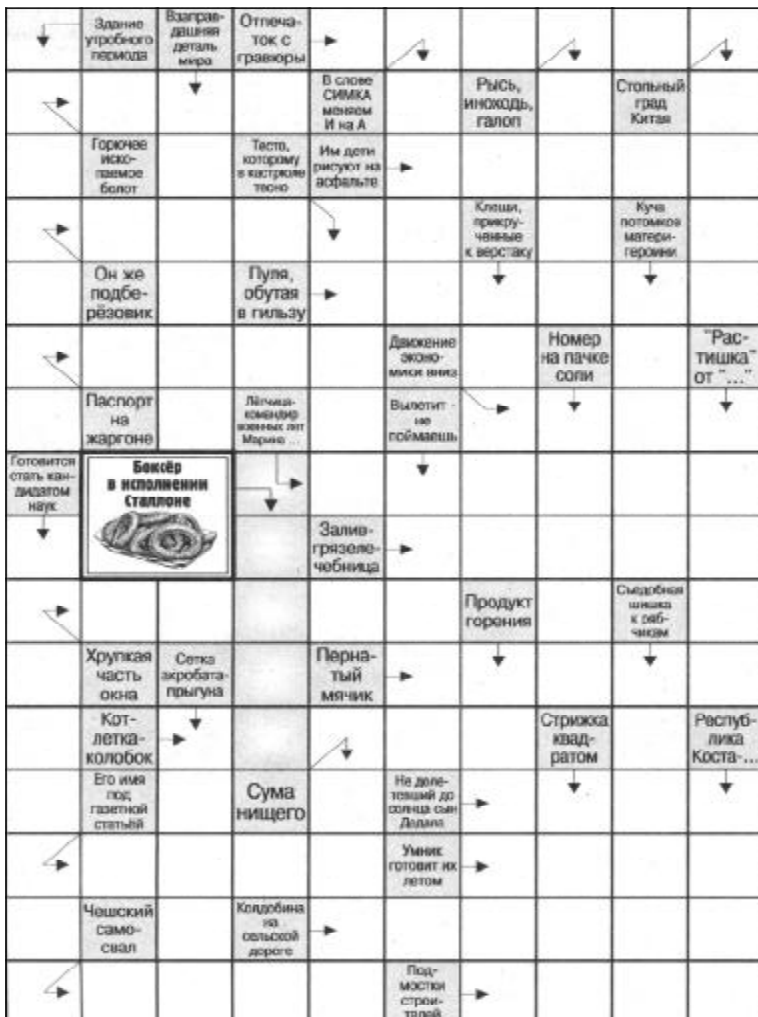 Здание
утробного
периода
Взаправ-
дашняя
деталь
мира
Отпеча-
ток с
гравюры
В слове
СИМКА
меняем
И на А
Рысь,
иноходь,
галоп
Стольный
град
Китая
Горючее
иско-
паемое
болот
Тесто,
которому
в кастрюле
тесно
Им дети
рисуют на
асфальте
Клещи,
прикру-
ченные
к верстаку
Куча
потомков
матери-
героини
Он же
подбе-
рёзовик
Пуля,
обутая
в гильзу
Движение
эконо-
мики вниз
Номер
на пачке
соли
"Рас-
тишка"
от "..."
Паспорт
на
жаргоне
Лётчица-
командир
военных лет
Марина ...
Вылетит -
не
поймаешь
Готовится
стать кан-
дидатом
наук
Боксёр
в исполнении
Сталлоне
Залив-
грязеле-
чебница
Продукт
горения
Съедобная
шишка
к ряб-
чикам
Хрупкая
часть
окна
Сетка
акробата-
прыгуна
Перна-
тый
мячик
Кот-
летка-
колобок
Стрижка
квад-
ратом
Респуб-
лика
Коста-...
Его имя
под
газетной
статьёй
Сума
нищего
Не доле-
тевший до
солнца сын
Дедала
Умник
готовит их
летом
Чешский
само-
свал
Колдобина
на
сельской
дороге
Под-
мостки
строи-
телей